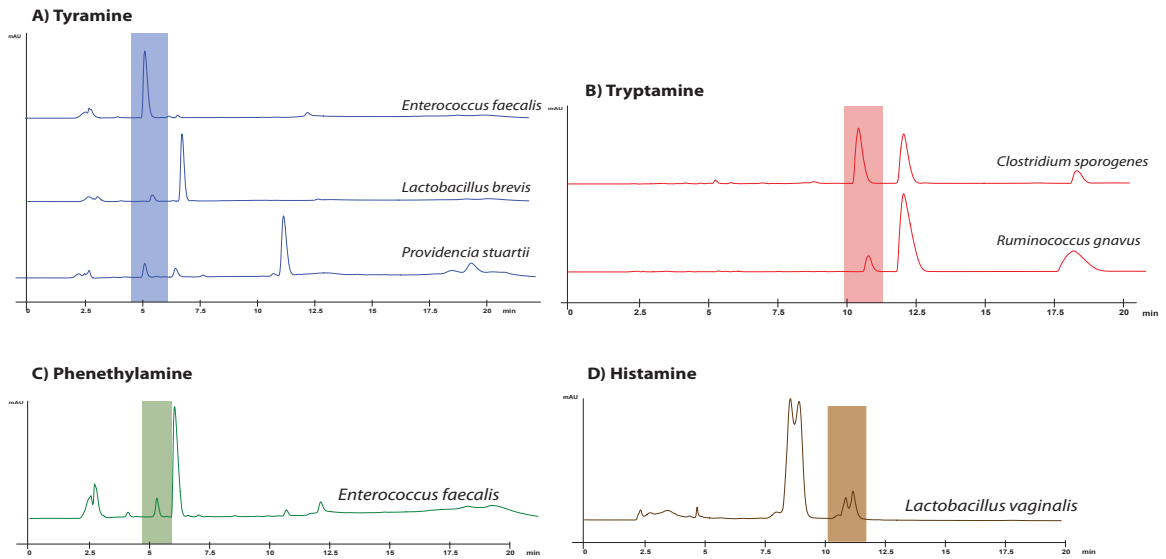 A) Tyramine
mAU
Enterococcus faecalis
Lactobacillus brevis
Providencia stuartii
0 2.5 5 7.5 10 12.5 15 17.5 20 min
B) Tryptamine
mAU
Clostridium sporogenes
Ruminococcus gnavus
0 2.5 5 7.5 10 12.5 15 17.5 20 min
C) Phenethylamine
mAU
Enterococcus faecalis
0 2.5 5 7.5 10 12.5 15 17.5 20 min
D) Histamine
mAU
Lactobacillus vaginalis
0 2.5 5 7.5 10 12.5 15 17.5 20 min